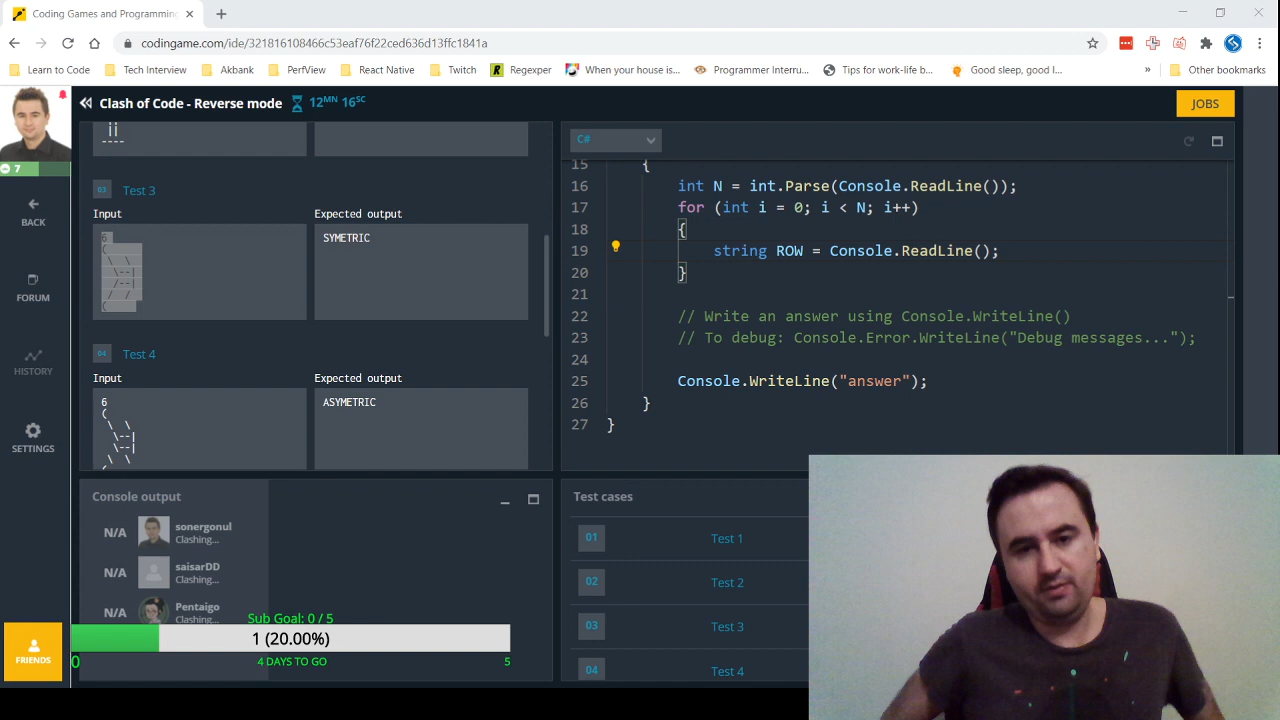 Coding Games and Programming
codingame.com/ide/321816108466c53eaf76f22ced636d13ffc1841a
Learn to Code
Tech Interview
Akbank
PerfView
React Native
Twitch
Regexper
When your house is...
Programmer Interru...
Tips for work-life b...
Good sleep, good l...
»
Other bookmarks
7
BACK
FORUM
HISTORY
SETTINGS
FRIENDS
Clash of Code - Reverse mode 12MN 16SC
JOBS
||
----
03 Test 3
Input
Expected output
6
(
\ \
\--|
/--|
/ /
(
SYMETRIC
04 Test 4
Input
Expected output
6
(
\ \
\--|
\--|
\ \
(
ASYMETRIC
C#
15 {
16 int N = int.Parse(Console.ReadLine());
17 for (int i = 0; i < N; i++)
18 {
19 string ROW = Console.ReadLine();
20 }
21
22 // Write an answer using Console.WriteLine()
23 // To debug: Console.Error.WriteLine("Debug messages...");
24
25 Console.WriteLine("answer");
26 }
27 }
Console output
N/A sonergonul
Clashing...
N/A saisarDD
Clashing...
N/A Pentaigo
Clashing...
Sub Goal: 0 / 5
1 (20.00%)
0
4 DAYS TO GO
5
Test cases
01 Test 1
02 Test 2
03 Test 3
04 Test 4